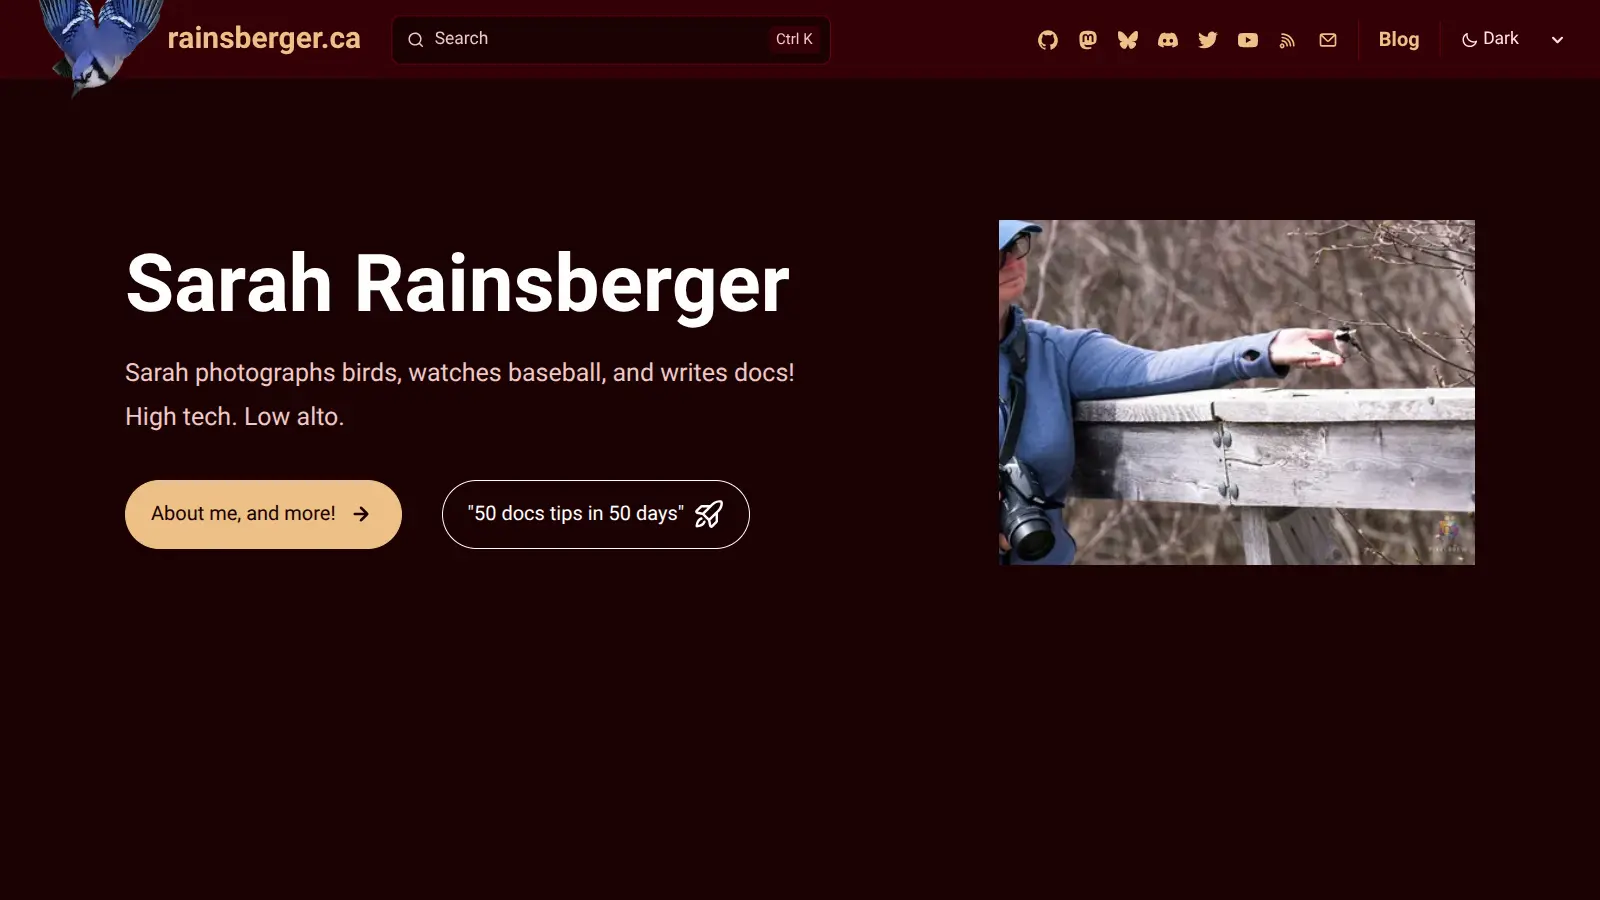 rainsberger.ca
Search
Ctrl K
Blog
Dark
Sarah Rainsberger
Sarah photographs birds, watches baseball, and writes docs!
High tech. Low alto.
About me, and more!
"50 docs tips in 50 days"